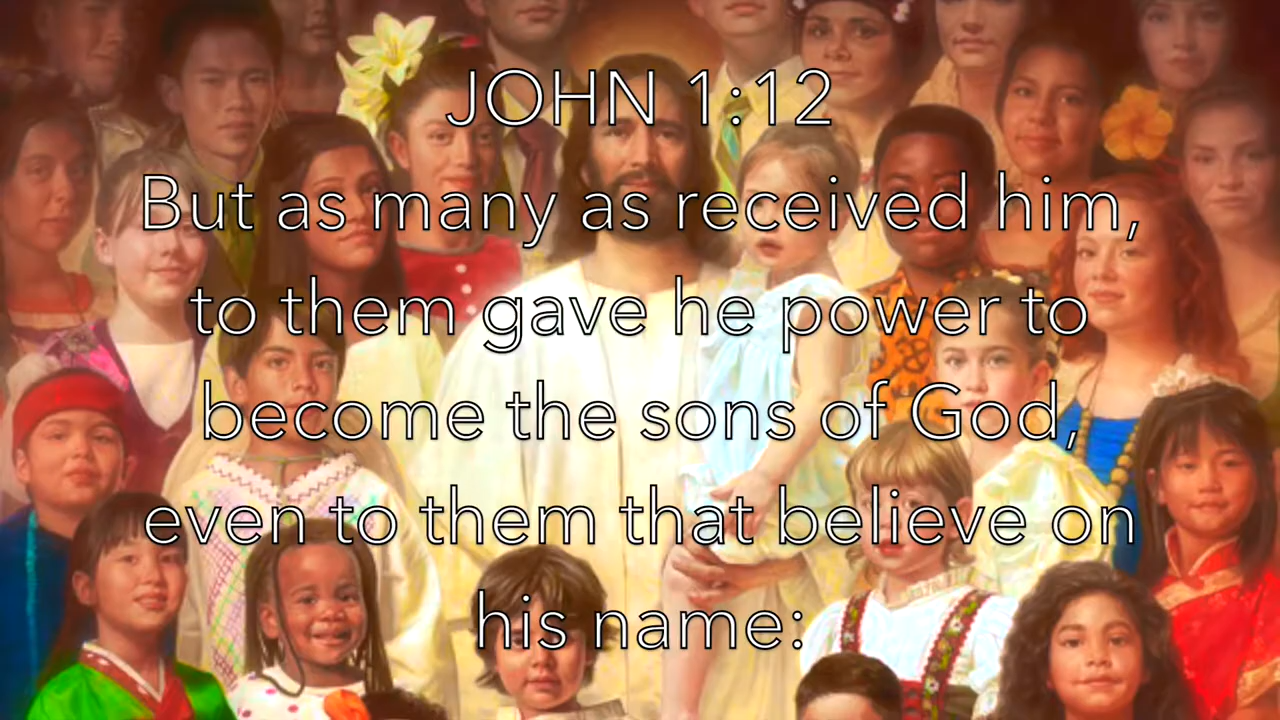 JOHN 1:12
But as many as received him,
to them gave he power to
become the sons of God,
even to them that believe on
his name: